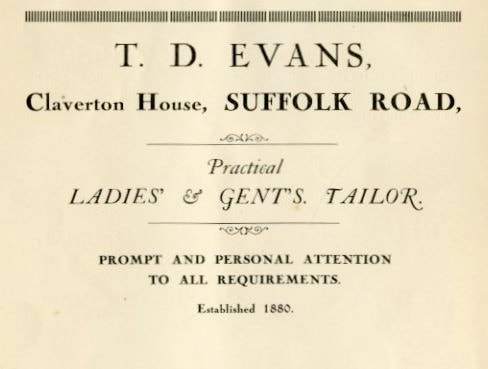 T. D. EVANS,
Claverton House, SUFFOLK ROAD,
Practical
LADIES' & GENT'S. TAILOR.
PROMPT AND PERSONAL ATTENTION
TO ALL REQUIREMENTS.
Established 1880.